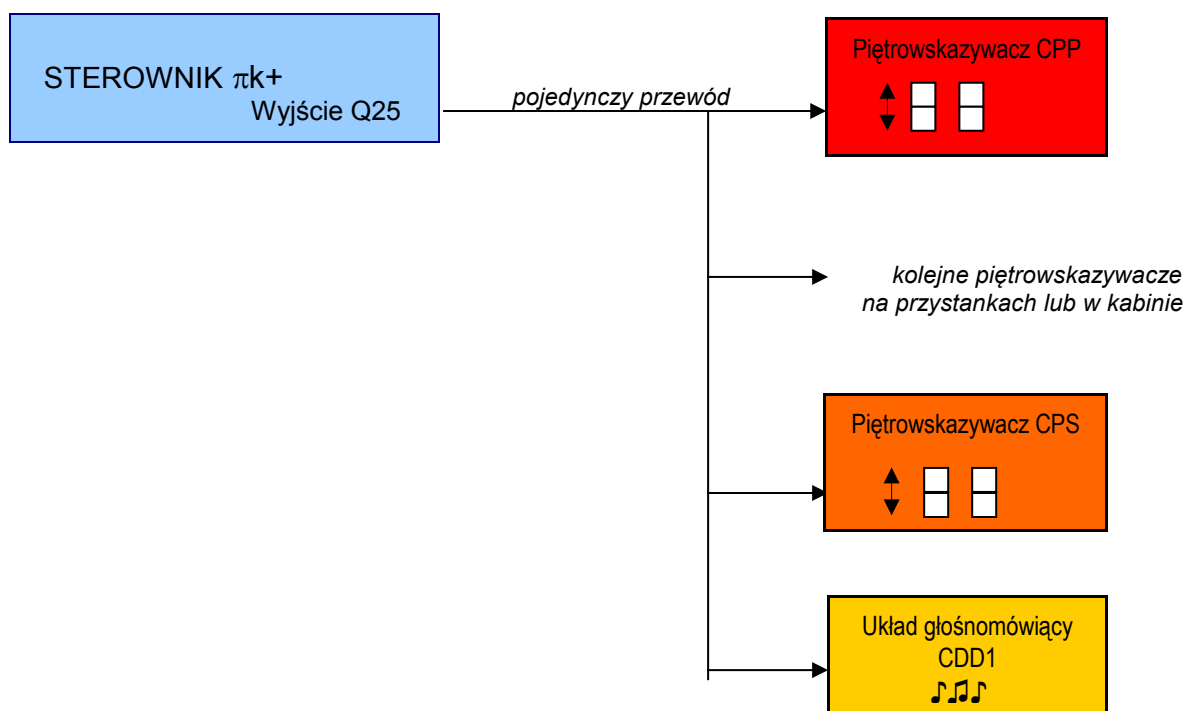 STEROWNIK πk+
Wyjście Q25
pojedynczy przewód
Piętrowskazywacz CPP
kolejne piętrowskazywacze
na przystankach lub w kabinie
Piętrowskazywacz CPS
Układ głośnomówiący
CDD1
♪♫♪